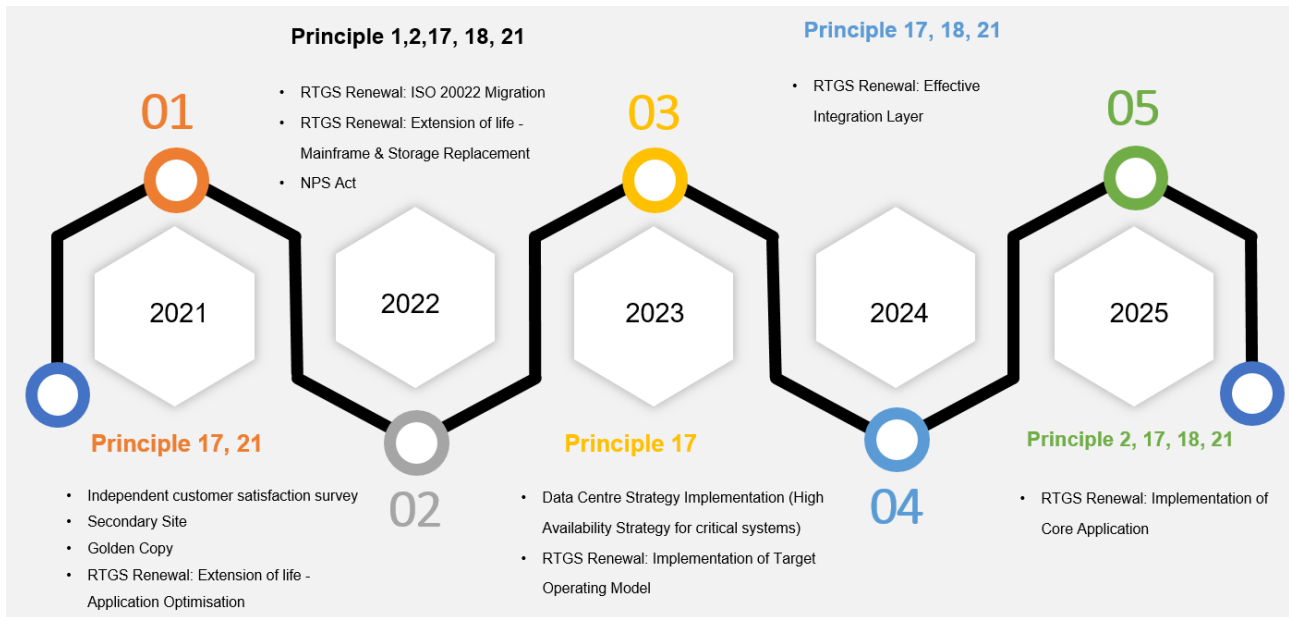 01
2021
Principle 17, 21
• Independent customer satisfaction survey
• Secondary Site
• Golden Copy
• RTGS Renewal: Extension of life -
Application Optimisation
Principle 1,2,17, 18, 21
• RTGS Renewal: ISO 20022 Migration
• RTGS Renewal: Extension of life -
Mainframe & Storage Replacement
• NPS Act
2022
02
03
2023
Principle 17
• Data Centre Strategy Implementation (High
Availability Strategy for critical systems)
• RTGS Renewal: Implementation of Target
Operating Model
Principle 17, 18, 21
• RTGS Renewal: Effective
Integration Layer
2024
04
05
2025
Principle 2, 17, 18, 21
• RTGS Renewal: Implementation of
Core Application